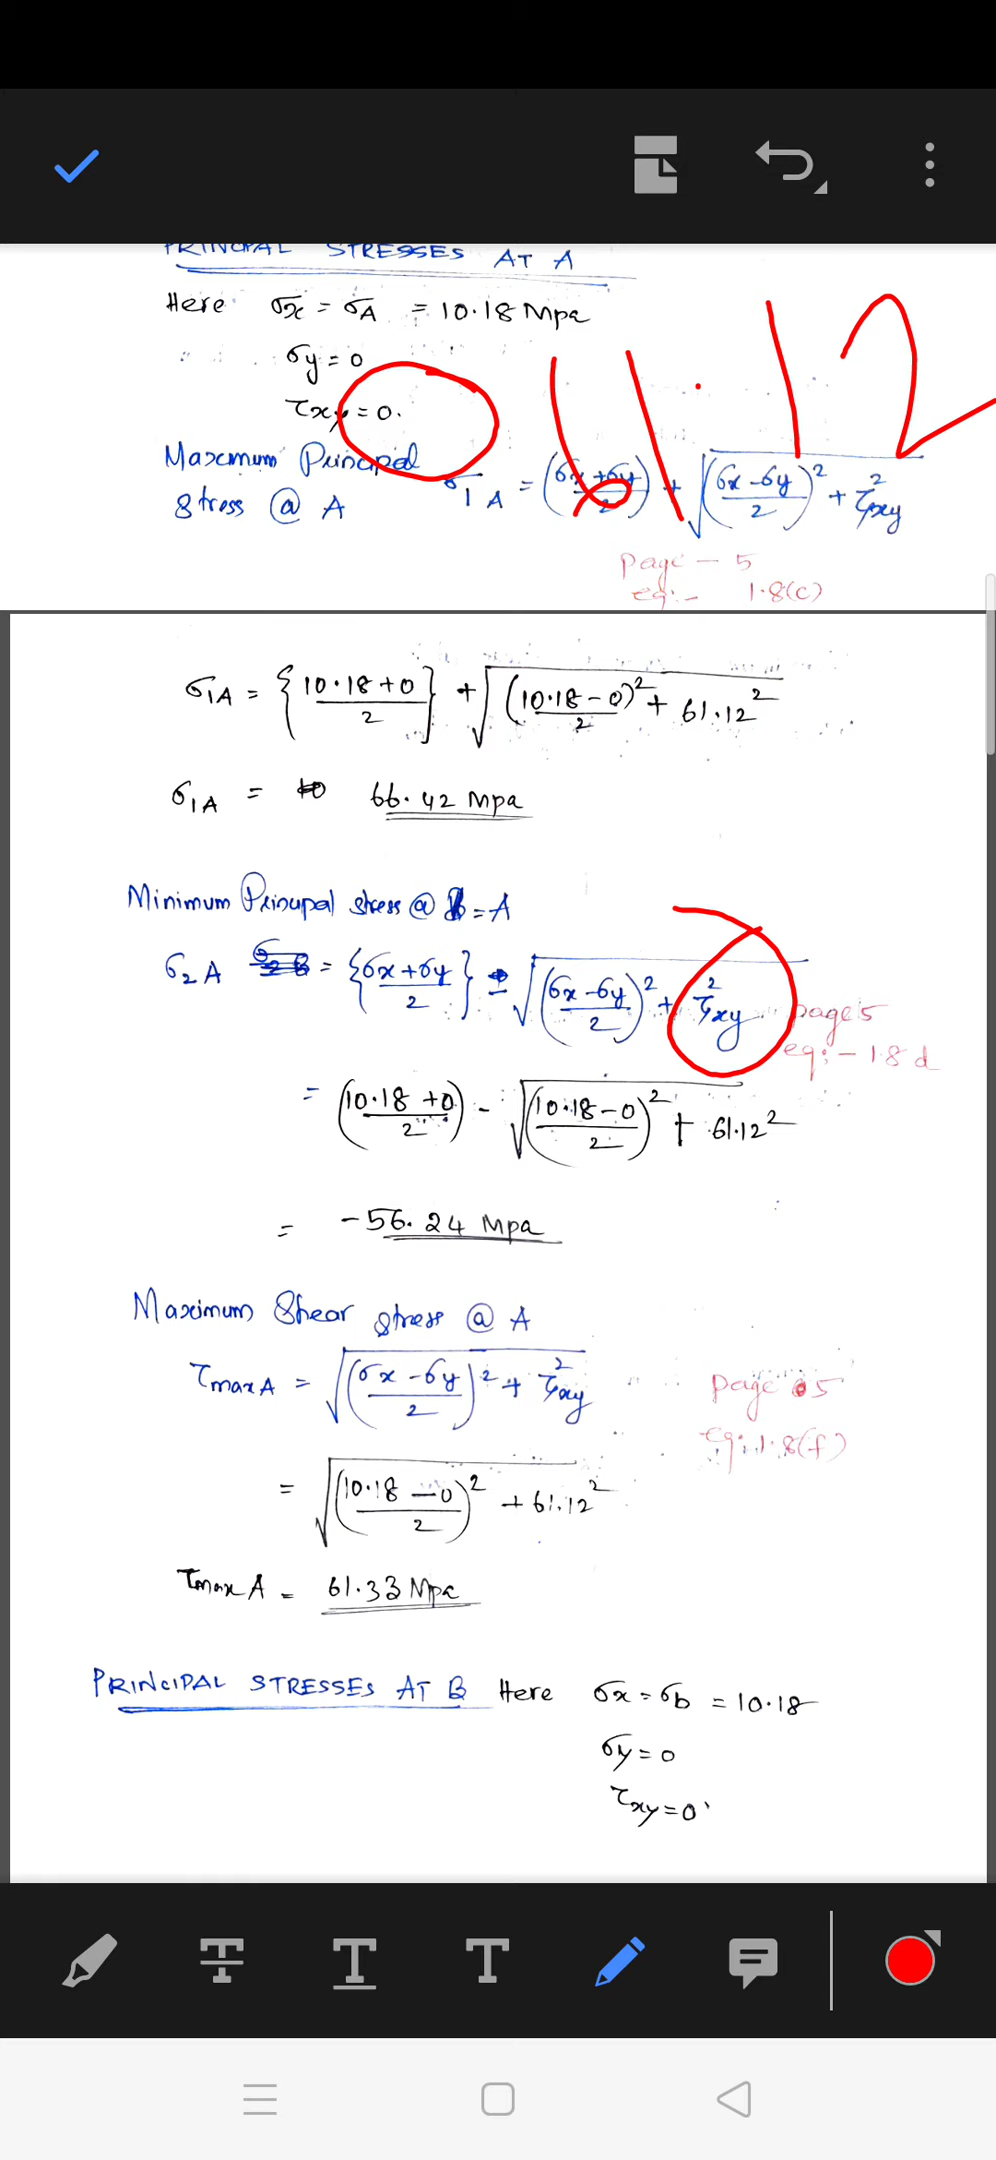 PRINCIPAL STRESSES AT A
Here σx = σA = 10.18 Mpa
σy = 0
τxy = 0.
61.12
Maximum Principal stress @ A
σ1A = (σx+σy/2) + √((σx-σy/2)² + τ²xy)
page - 5
eq:- 1.8(c)
σ1A = {10.18+0/2} + √((10.18-0/2)² + 61.12²)
σ1A = 66.42 Mpa
Minimum Principal stress @ = A
σ2A = {σx+σy/2} - √((σx-σy/2)² + τ²xy)
page 5
eq:- 1.8 d
= (10.18+0/2) - √((10.18-0/2)² + 61.12²)
= -56.24 Mpa
Maximum Shear stress @ A
τmaxA = √((σx-σy/2)² + τ²xy)
page 5
eq:1.8(f)
= √((10.18-0/2)² + 61.12²)
τmaxA = 61.33 Mpa
PRINCIPAL STRESSES AT B Here σx = σb = 10.18
σy = 0
τxy = 0